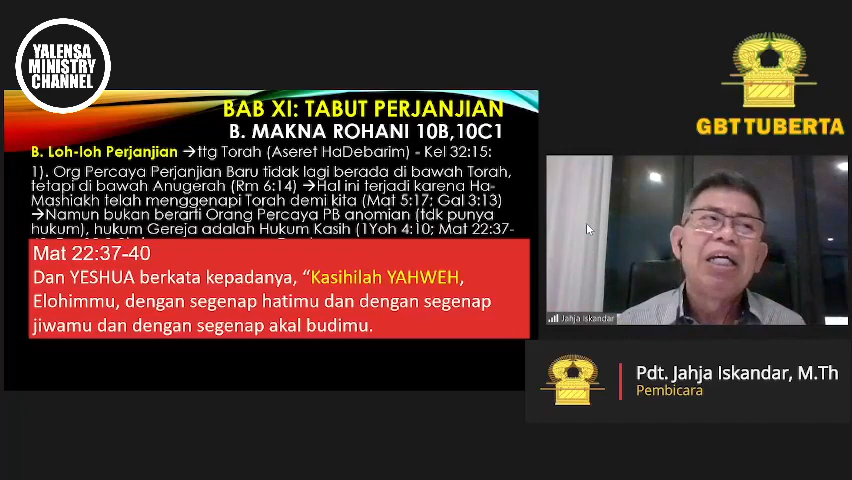 YALENSA
MINISTRY
CHANNEL
BAB XI: TABUT PERJANJIAN
B. MAKNA ROHANI 10B,10C1
B. Loh-loh Perjanjian →ttg Torah (Aseret HaDebarim) - Kel 32:15:
1). Org Percaya Perjanjian Baru tidak lagi berada di bawah Torah,
tetapi di bawah Anugerah (Rm 6:14) →Hal ini terjadi karena Ha-
Mashiakh telah menggenapi Torah demi kita (Mat 5:17; Gal 3:13)
→Namun bukan berarti Orang Percaya PB anomian (tdk punya
hukum), hukum Gereja adalah Hukum Kasih (1Yoh 4:10; Mat 22:37-
Mat 22:37-40
Dan YESHUA berkata kepadanya, “Kasihilah YAHWEH,
Elohimmu, dengan segenap hatimu dan dengan segenap
jiwamu dan dengan segenap akal budimu.
GBT TUBERTA
Jahja Iskandar
Pdt. Jahja Iskandar, M.Th
Pembicara